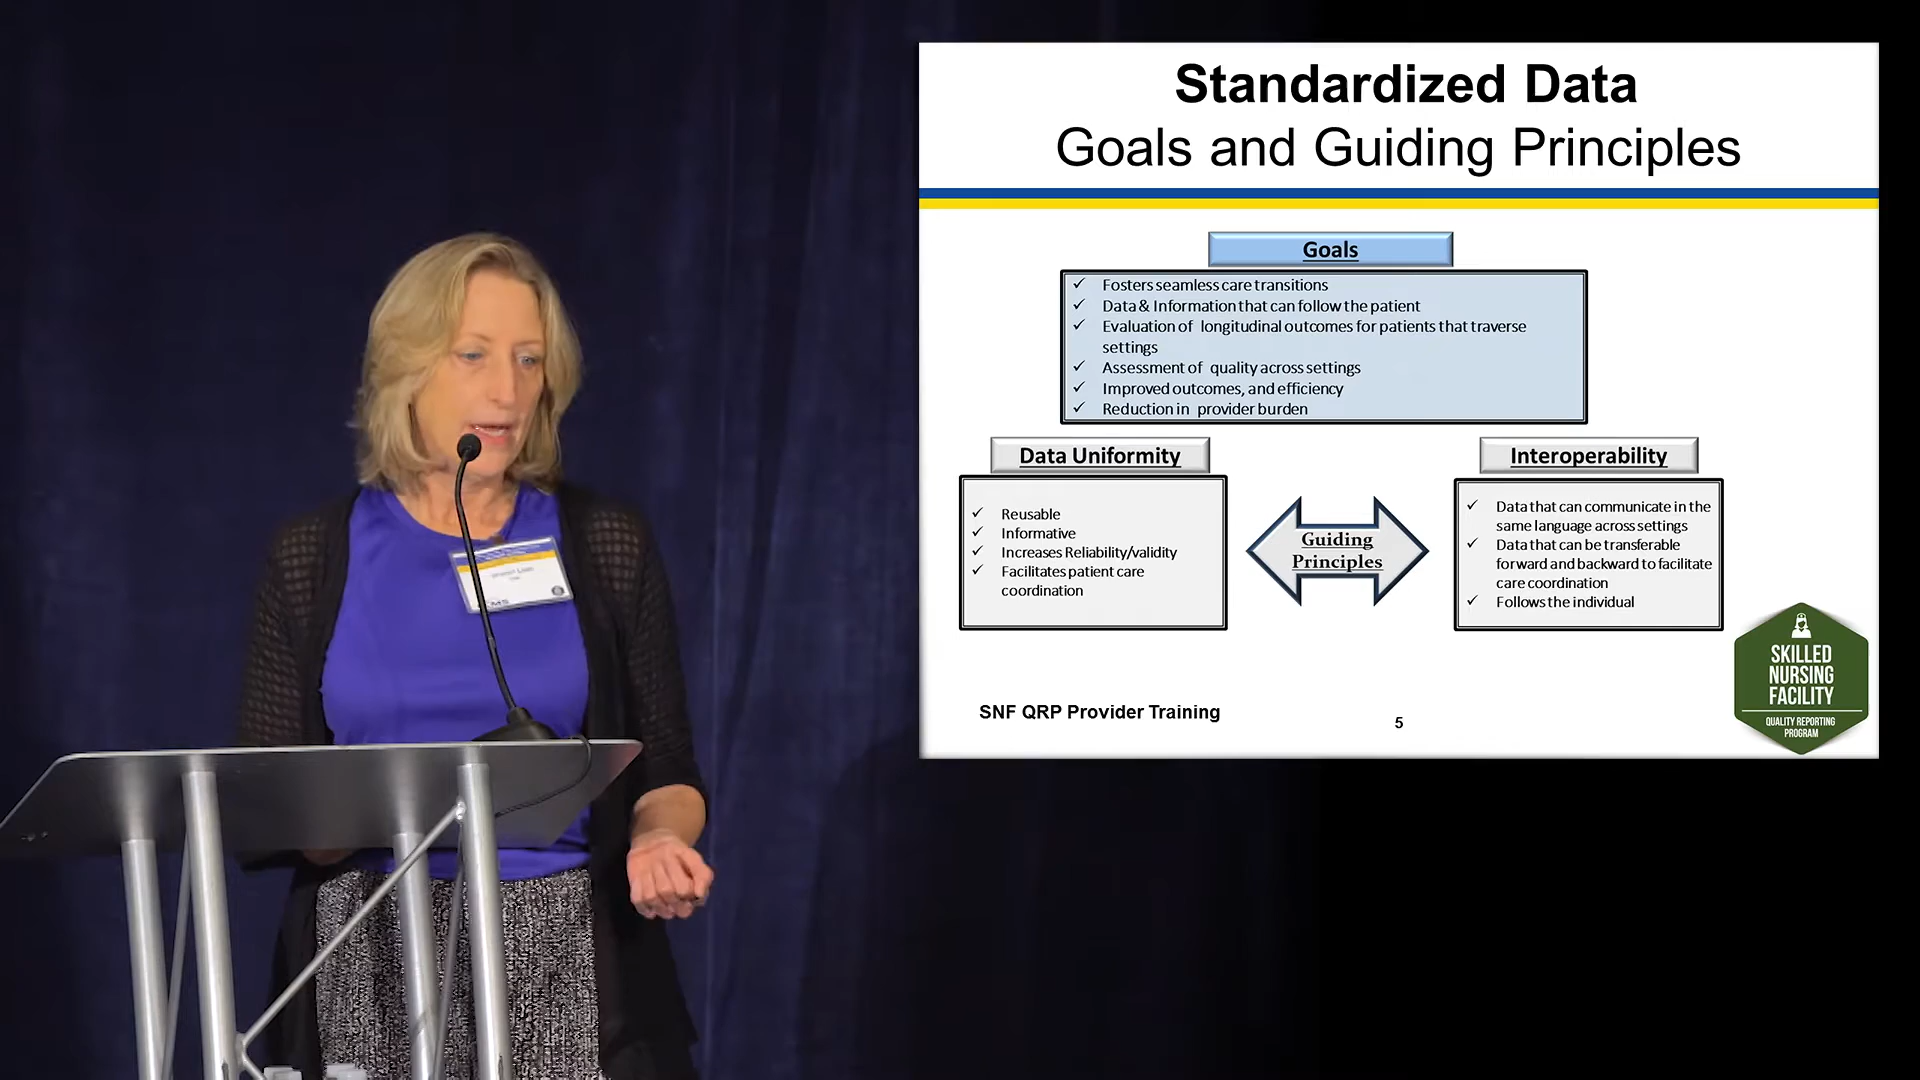 Standardized Data
Goals and Guiding Principles
Goals
✓ Fosters seamless care transitions
✓ Data & Information that can follow the patient
✓ Evaluation of longitudinal outcomes for patients that traverse
settings
✓ Assessment of quality across settings
✓ Improved outcomes, and efficiency
✓ Reduction in provider burden
Data Uniformity
✓ Reusable
✓ Informative
✓ Increases Reliability/validity
✓ Facilitates patient care
coordination
Guiding
Principles
Interoperability
✓ Data that can communicate in the
same language across settings
✓ Data that can be transferable
forward and backward to facilitate
care coordination
✓ Follows the individual
SNF QRP Provider Training
5
SKILLED
NURSING
FACILITY
QUALITY REPORTING
PROGRAM